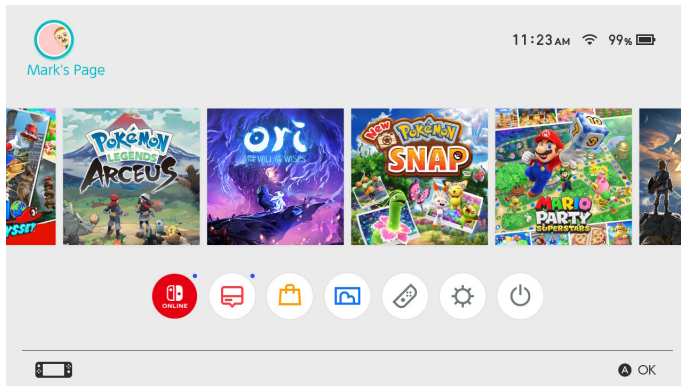 11:23 AM 99%
Mark's Page
Pokémon
LEGENDS
ARCEUS
ori
AND THE WILL OF THE WISPS
New Pokémon
SNAP
MARIO
PARTY
SUPERSTARS
ODYSSEY
ONLINE
A OK